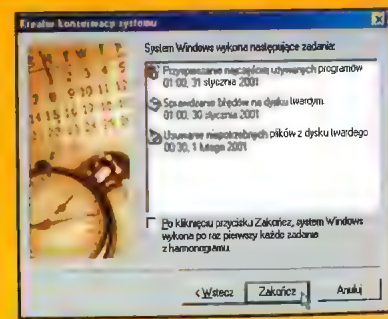 Kreator konserwacji systemu
System Windows wykona następujące zadania:
Przyspieszanie najczęściej używanych programów
01:00, 31 stycznia 2001
Sprawdzanie błędów na dysku twardym.
01:00, 30 stycznia 2001
Usuwanie niepotrzebnych plików z dysku twardego
00:30, 1 lutego 2001
Po kliknięciu przycisku Zakończ, system Windows
wykona po raz pierwszy każde zadanie
z harmonogramu.
< Wstecz Zakończ Anuluj